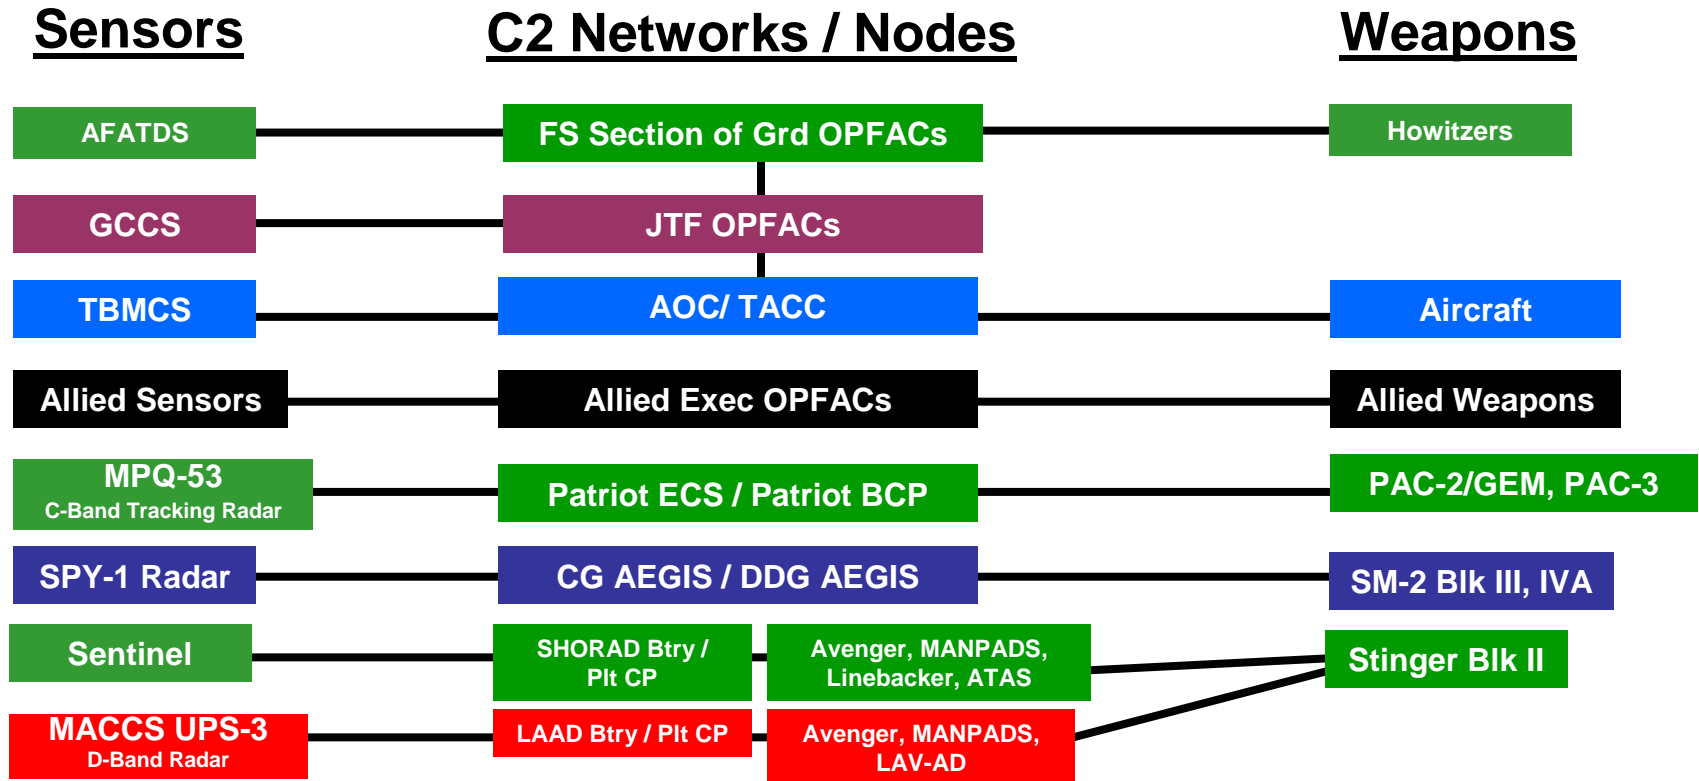 Sensors
C2 Networks / Nodes
Weapons
AFATDS
FS Section of Grd OPFACs
Howitzers
GCCS
JTF OPFACs
TBMCS
AOC/ TACC
Aircraft
Allied Sensors
Allied Exec OPFACs
Allied Weapons
MPQ-53
C-Band Tracking Radar
Patriot ECS / Patriot BCP
PAC-2/GEM, PAC-3
SPY-1 Radar
CG AEGIS / DDG AEGIS
SM-2 Blk III, IVA
Sentinel
SHORAD Btry /
Plt CP
Avenger, MANPADS,
Linebacker, ATAS
Stinger Blk II
MACCS UPS-3
D-Band Radar
LAAD Btry / Plt CP
Avenger, MANPADS,
LAV-AD